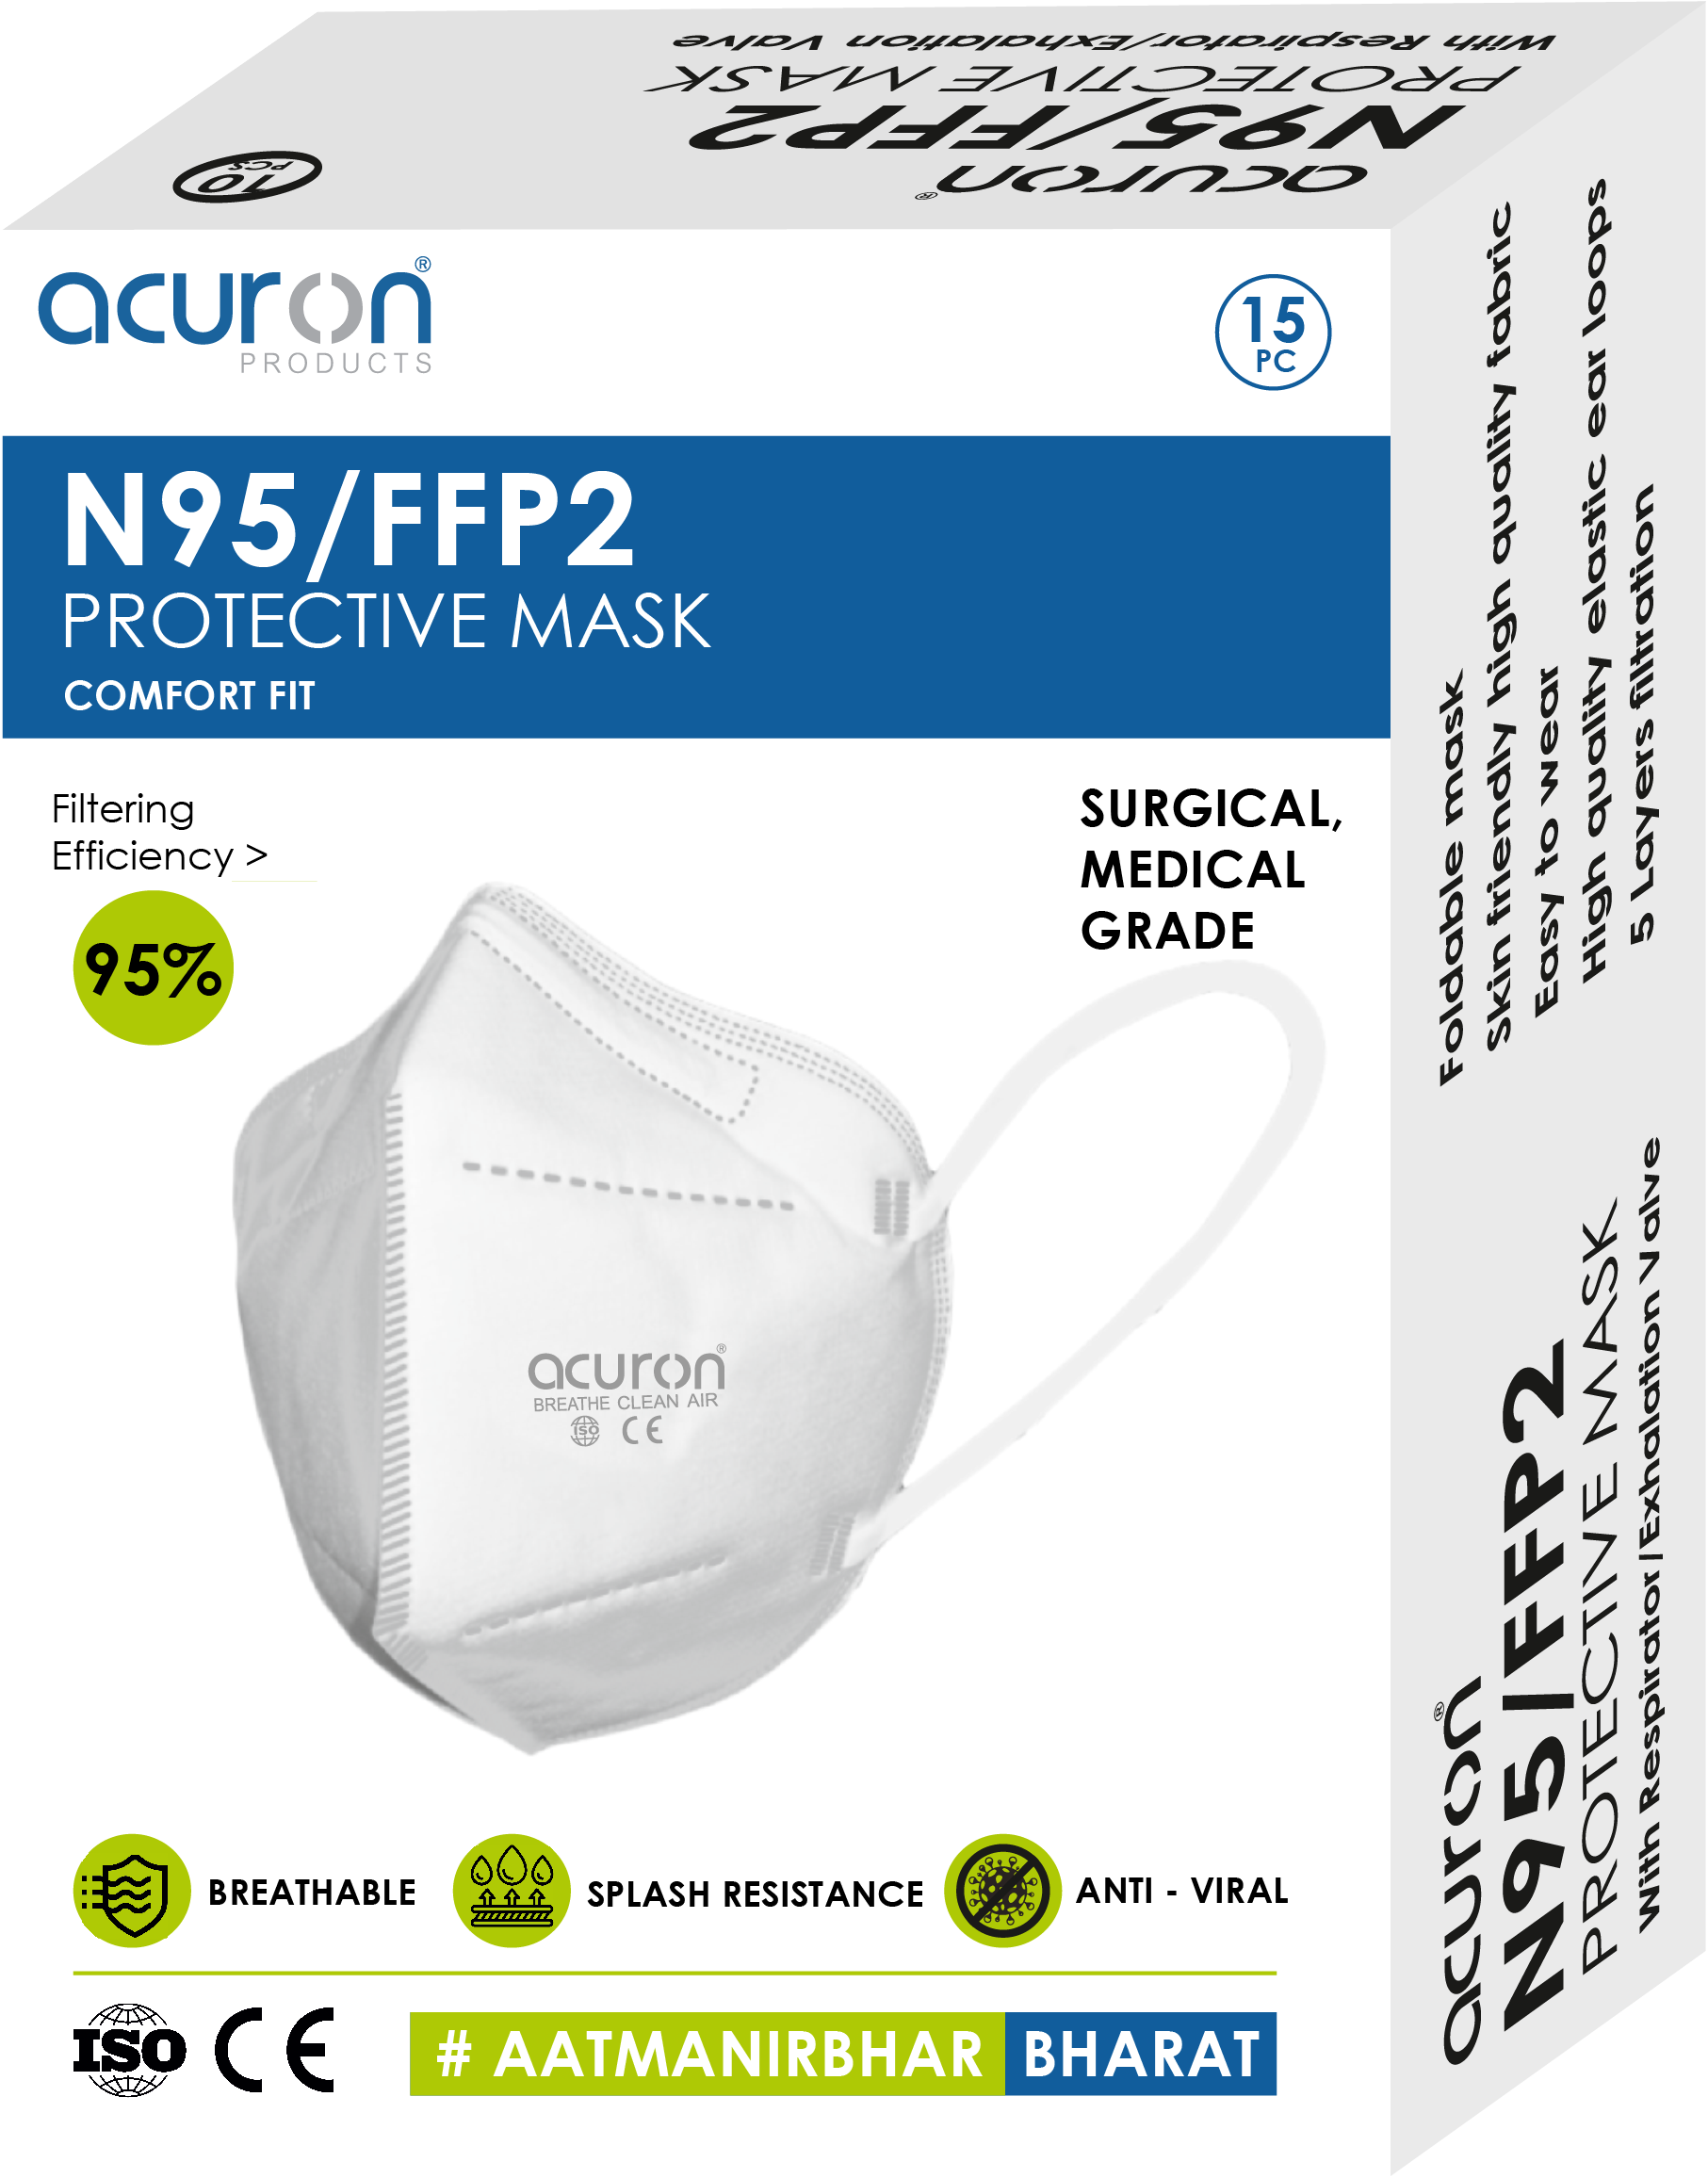 With Respirator/Exhalation Valve
PROTECTIVE MASK
N95/FFP2
acuron®
10
PCS
acuron®
PRODUCTS
15
PC
N95/FFP2
PROTECTIVE MASK
COMFORT FIT
Filtering
Efficiency >
95%
SURGICAL,
MEDICAL
GRADE
acuron®
BREATHE CLEAN AIR
ISO CE
BREATHABLE
SPLASH RESISTANCE
ANTI - VIRAL
ISO CE
# AATMANIRBHAR BHARAT
Foldable mask
Skin friendly high quality fabric
Easy to wear
High quality elastic ear loops
5 Layers filtration
acuron®
N95/FFP2
PROTECTIVE MASK
With Respirator/Exhalation Valve